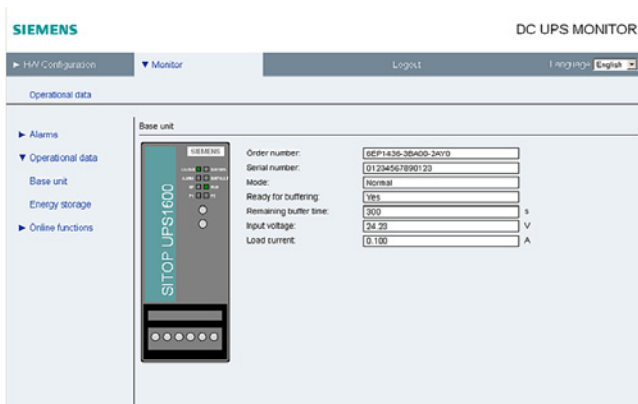 SIEMENS
DC UPS MONITOR
► HW Configuration
▼ Monitor
Logout
Language English
Operational data
► Alarms
▼ Operational data
Base unit
Energy storage
► Online functions
Base unit
SIEMENS
SITOP UPS1600
Order number: 6EP1436-3BA00-2AY0
Serial number: 01234567890123
Mode: Normal
Ready for buffering: Yes
Remaining buffer time: 300 s
Input voltage: 24.23 V
Load current: 0.100 A